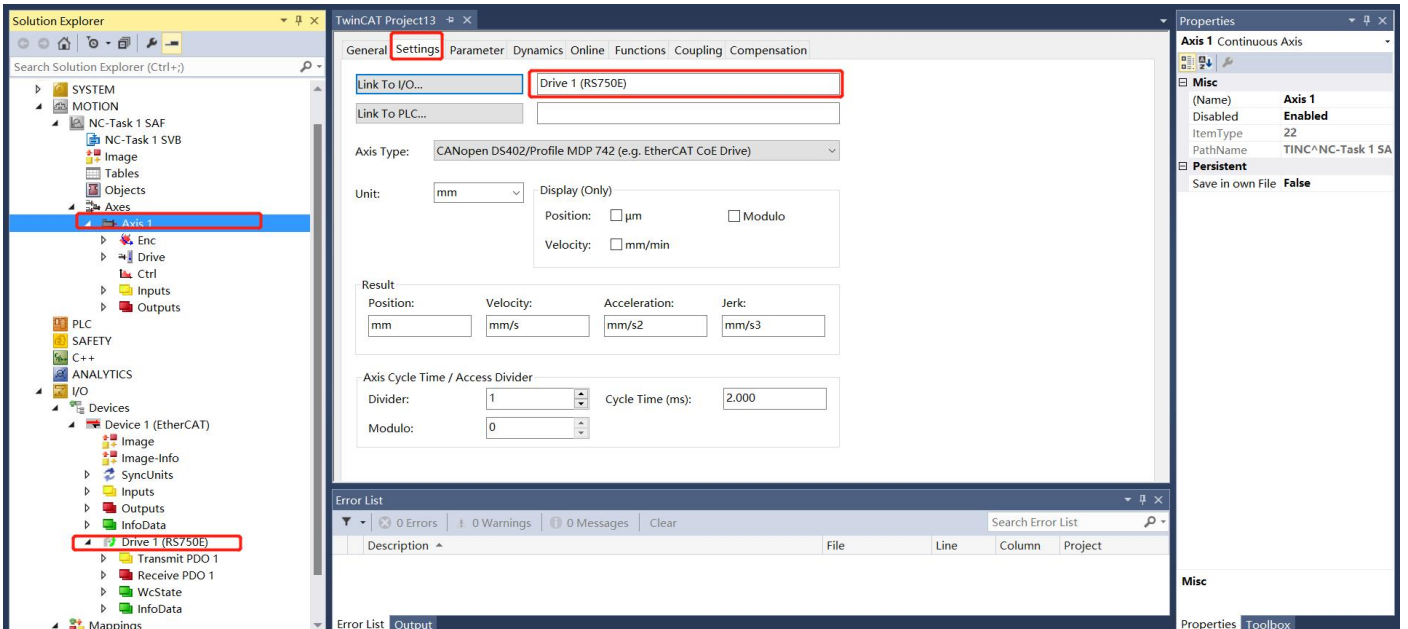 Solution Explorer
Search Solution Explorer (Ctrl+;)
SYSTEM
MOTION
NC-Task 1 SAF
NC-Task 1 SVB
Image
Tables
Objects
Axes
Axis 1
Enc
Drive
Ctrl
Inputs
Outputs
PLC
SAFETY
C++
ANALYTICS
I/O
Devices
Device 1 (EtherCAT)
Image
Image-Info
SyncUnits
Inputs
Outputs
InfoData
Drive 1 (RS750E)
Transmit PDO 1
Receive PDO 1
WcState
InfoData
Mappings
TwinCAT Project13
General Settings Parameter Dynamics Online Functions Coupling Compensation
Link To I/O... Drive 1 (RS750E)
Link To PLC...
Axis Type: CANopen DS402/Profile MDP 742 (e.g. EtherCAT CoE Drive)
Unit: mm
Display (Only)
Position: μm Modulo
Velocity: mm/min
Result
Position: Velocity: Acceleration: Jerk:
mm mm/s mm/s2 mm/s3
Axis Cycle Time / Access Divider
Divider: 1 Cycle Time (ms): 2.000
Modulo: 0
Error List
0 Errors 0 Warnings 0 Messages Clear Search Error List
Description File Line Column Project
Error List Output
Properties
Axis 1 Continuous Axis
Misc
(Name) Axis 1
Disabled Enabled
ItemType 22
PathName TINC^NC-Task 1 SA
Persistent
Save in own File False
Misc
Properties Toolbox